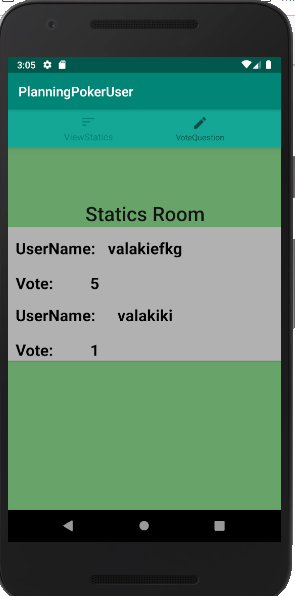 3:05
PlanningPokerUser
ViewStatics VoteQuestion
Statics Room
UserName: valakiefkg
Vote: 5
UserName: valakiki
Vote: 1